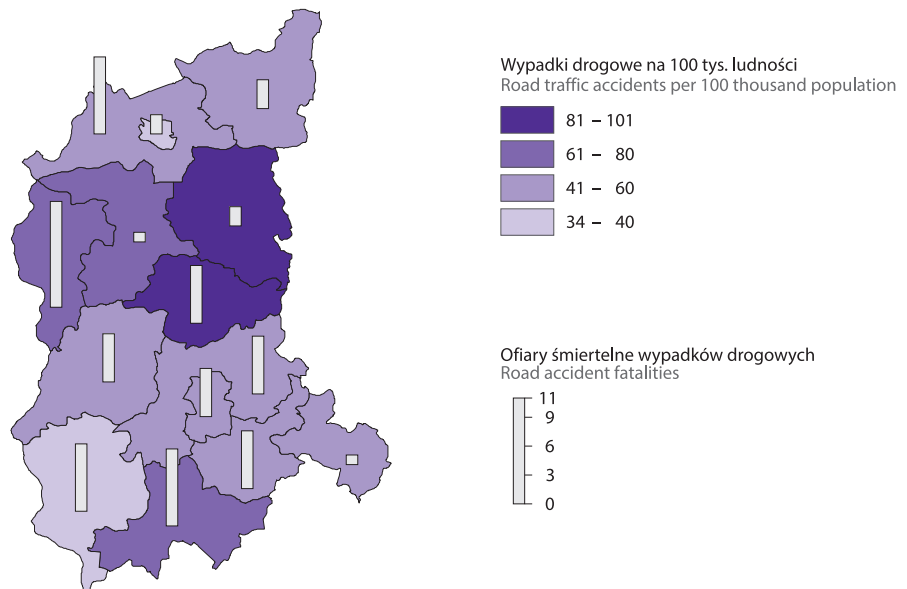 Wypadki drogowe na 100 tys. ludności
Road traffic accidents per 100 thousand population
81 – 101
61 – 80
41 – 60
34 – 40
Ofiary śmiertelne wypadków drogowych
Road accident fatalities
11
9
6
3
0